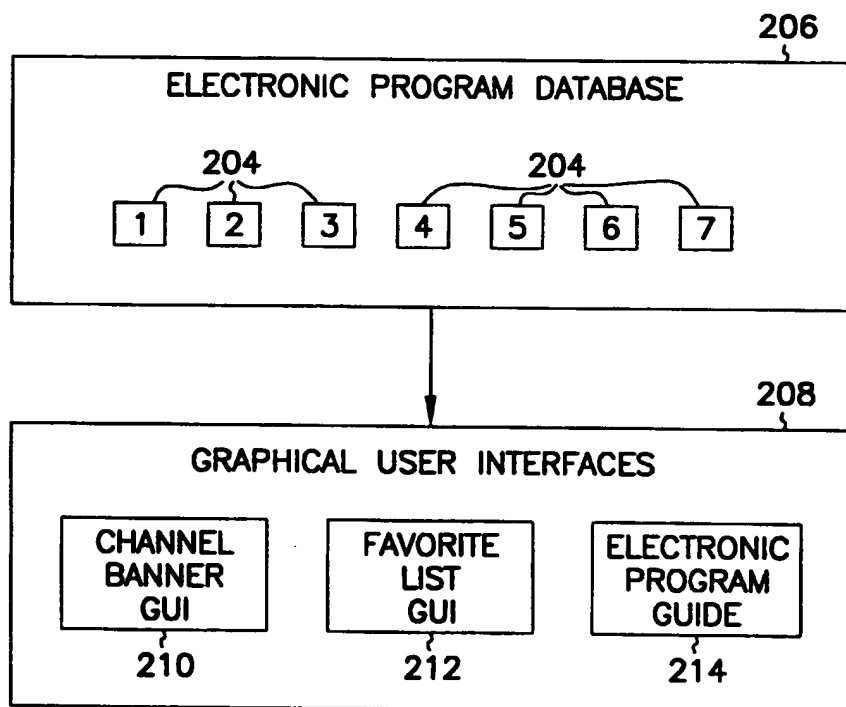 206
ELECTRONIC PROGRAM DATABASE
204 204
1 2 3 4 5 6 7
208
GRAPHICAL USER INTERFACES
CHANNEL
BANNER
GUI
210
FAVORITE
LIST
GUI
212
ELECTRONIC
PROGRAM
GUIDE
214